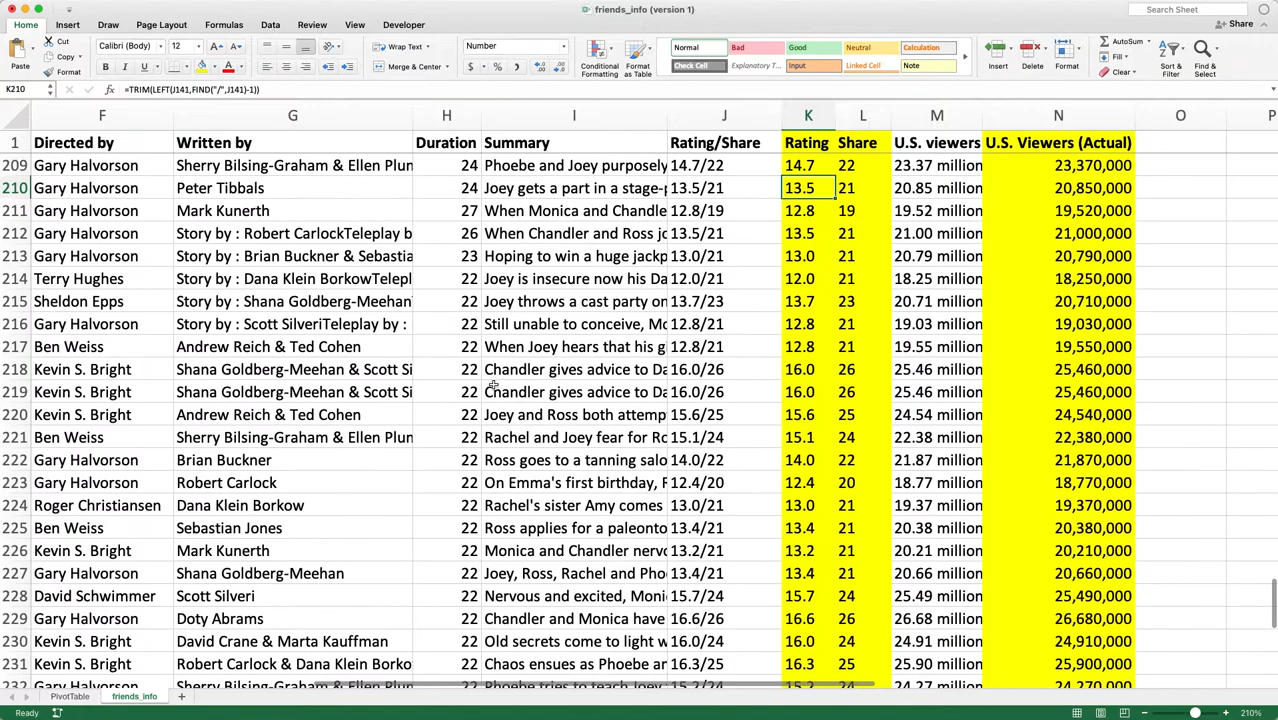 friends_info (version 1)
Search Sheet
Home Insert Draw Page Layout Formulas Data Review View Developer
Share
Paste
Cut
Copy
Format
Calibri (Body) 12
B I U
Wrap Text
Merge & Center
Number
Conditional Formatting
Format as Table
Normal Bad Good Neutral Calculation
Check Cell Explanatory T... Input Linked Cell Note
Insert Delete Format
AutoSum
Fill
Clear
Sort & Filter
Find & Select
K210 fx =TRIM(LEFT(J141,FIND("/",J141)-1))
F G H I J K L M N O P
1 Directed by Written by Duration Summary Rating/Share Rating Share U.S. viewers U.S. Viewers (Actual)
209 Gary Halvorson Sherry Bilsing-Graham & Ellen Plun 24 Phoebe and Joey purposely 14.7/22 14.7 22 23.37 million 23,370,000
210 Gary Halvorson Peter Tibbals 24 Joey gets a part in a stage-p 13.5/21 13.5 21 20.85 million 20,850,000
211 Gary Halvorson Mark Kunerth 27 When Monica and Chandle 12.8/19 12.8 19 19.52 million 19,520,000
212 Gary Halvorson Story by : Robert CarlockTeleplay b 26 When Chandler and Ross jo 13.5/21 13.5 21 21.00 million 21,000,000
213 Gary Halvorson Story by : Brian Buckner & Sebastia 23 Hoping to win a huge jackp 13.0/21 13.0 21 20.79 million 20,790,000
214 Terry Hughes Story by : Dana Klein BorkowTelepl 22 Joey is insecure now his Da 12.0/21 12.0 21 18.25 million 18,250,000
215 Sheldon Epps Story by : Shana Goldberg-Meehan 22 Joey throws a cast party on 13.7/23 13.7 23 20.71 million 20,710,000
216 Gary Halvorson Story by : Scott SilveriTeleplay by : 22 Still unable to conceive, Mo 12.8/21 12.8 21 19.03 million 19,030,000
217 Ben Weiss Andrew Reich & Ted Cohen 22 When Joey hears that his g 12.8/21 12.8 21 19.55 million 19,550,000
218 Kevin S. Bright Shana Goldberg-Meehan & Scott Si 22 Chandler gives advice to Da 16.0/26 16.0 26 25.46 million 25,460,000
219 Kevin S. Bright Shana Goldberg-Meehan & Scott Si 22 Chandler gives advice to Da 16.0/26 16.0 26 25.46 million 25,460,000
220 Kevin S. Bright Andrew Reich & Ted Cohen 22 Joey and Ross both attemp 15.6/25 15.6 25 24.54 million 24,540,000
221 Ben Weiss Sherry Bilsing-Graham & Ellen Plun 22 Rachel and Joey fear for Ro 15.1/24 15.1 24 22.38 million 22,380,000
222 Gary Halvorson Brian Buckner 22 Ross goes to a tanning salo 14.0/22 14.0 22 21.87 million 21,870,000
223 Gary Halvorson Robert Carlock 22 On Emma's first birthday, R 12.4/20 12.4 20 18.77 million 18,770,000
224 Roger Christiansen Dana Klein Borkow 22 Rachel's sister Amy comes 13.0/21 13.0 21 19.37 million 19,370,000
225 Ben Weiss Sebastian Jones 22 Ross applies for a paleonto 13.4/21 13.4 21 20.38 million 20,380,000
226 Kevin S. Bright Mark Kunerth 22 Monica and Chandler nervo 13.2/21 13.2 21 20.21 million 20,210,000
227 Gary Halvorson Shana Goldberg-Meehan 22 Joey, Ross, Rachel and Pho 13.4/21 13.4 21 20.66 million 20,660,000
228 David Schwimmer Scott Silveri 22 Nervous and excited, Moni 15.7/24 15.7 24 25.49 million 25,490,000
229 Gary Halvorson Doty Abrams 22 Chandler and Monica have 16.6/26 16.6 26 26.68 million 26,680,000
230 Kevin S. Bright David Crane & Marta Kauffman 22 Old secrets come to light w 16.0/24 16.0 24 24.91 million 24,910,000
231 Kevin S. Bright Robert Carlock & Dana Klein Borko 22 Chaos ensues as Phoebe an 16.3/25 16.3 25 25.90 million 25,900,000
232 Gary Halvorson Sherry Bilsing-Graham & Ellen Plun 22 Phoebe tries to teach Joey 15.2/24 15.2 24 24.27 million 24,270,000
PivotTable friends_info +
Ready 210%